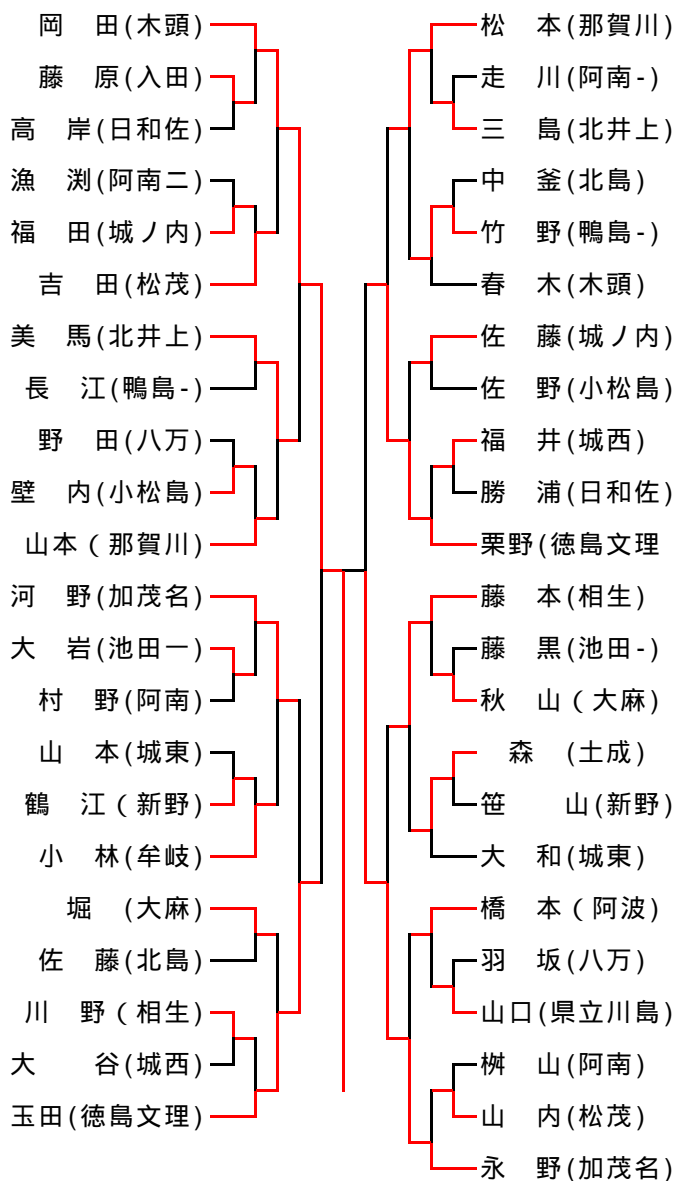 岡　田(木頭)
藤　原(入田)
高　岸(日和佐)
漁　渕(阿南二)
福　田(城ノ内)
吉　田(松茂)
美　馬(北井上)
長　江(鴨島-)
野　田(八万)
壁　内(小松島)
山本（那賀川)
河　野(加茂名)
大　岩(池田一)
村　野(阿南)
山　本(城東)
鶴　江（新野)
小　林(牟岐)
堀　(大麻)
佐　藤(北島)
川　野（相生)
大　　谷(城西)
玉田(徳島文理)
松　本(那賀川)
走　川(阿南-)
三　島(北井上)
中　釜(北島)
竹　野(鴨島-)
春　木(木頭)
佐　藤(城ノ内)
佐　野(小松島)
福　井(城西)
勝　浦(日和佐)
栗野(徳島文理
藤　本(相生)
藤　黒(池田-)
秋　山（大麻)
森　(土成)
笹　　山(新野)
大　和(城東)
橋　本（阿波)
羽　坂(八万)
山口(県立川島)
桝　山(阿南)
山　内(松茂)
永　野(加茂名)